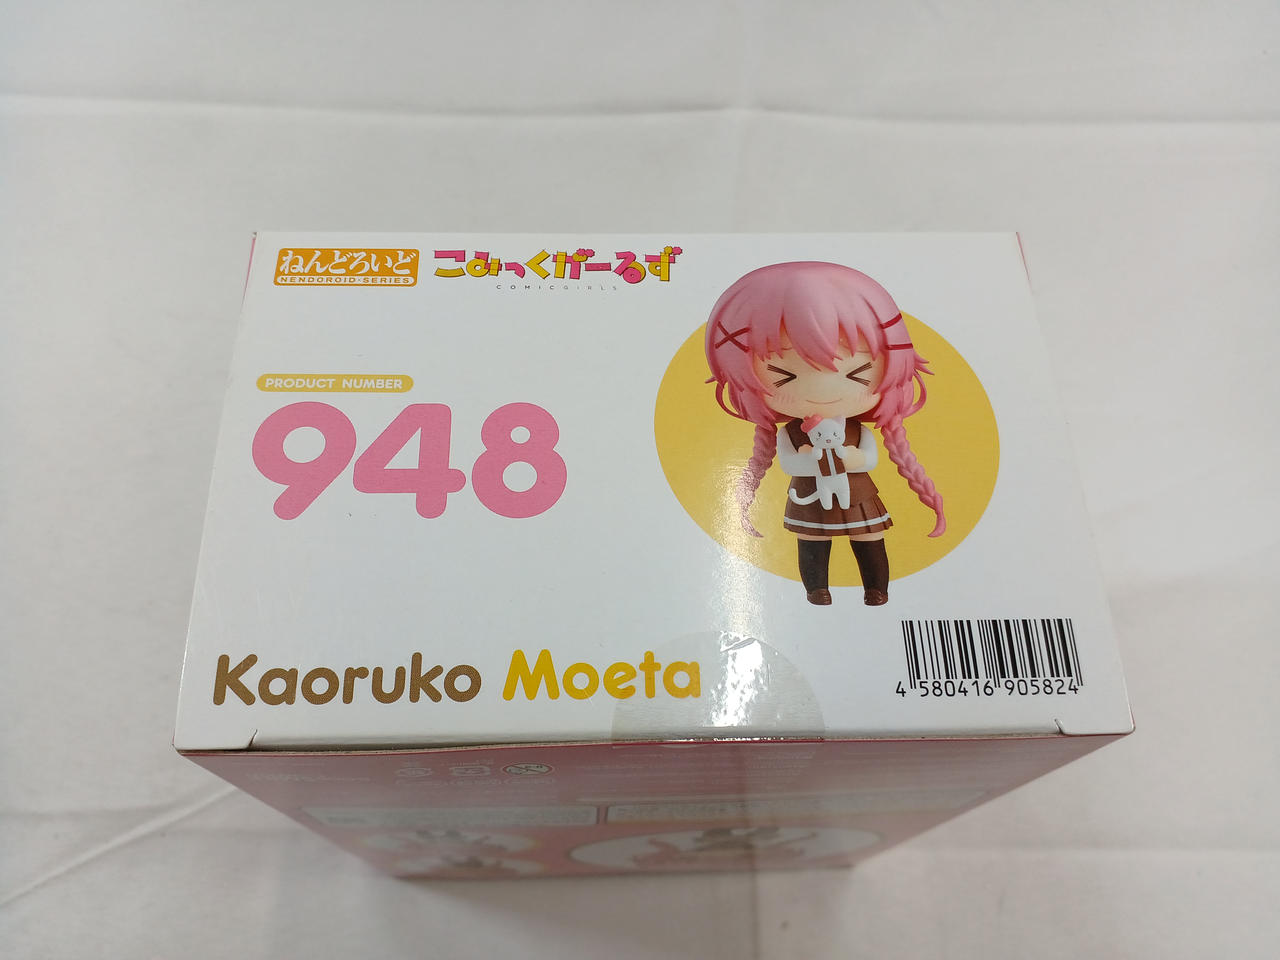 ねんどろいど
NENDOROID·SERIES
こみっくがーるず
COMICGIRLS
PRODUCT NUMBER
948
Kaoruko Moeta
4 580416 905824